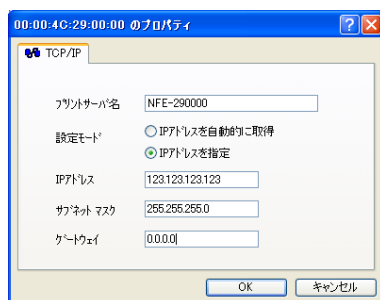 00:00:4C:29:00:00 のプロパティ
TCP/IP
プリントサーバ名 NFE-290000
設定モード IPアドレスを自動的に取得
IPアドレスを指定
IPアドレス 123.123.123.123
サブネット マスク 255.255.255.0
ゲートウェイ 0.0.0.0
OK キャンセル